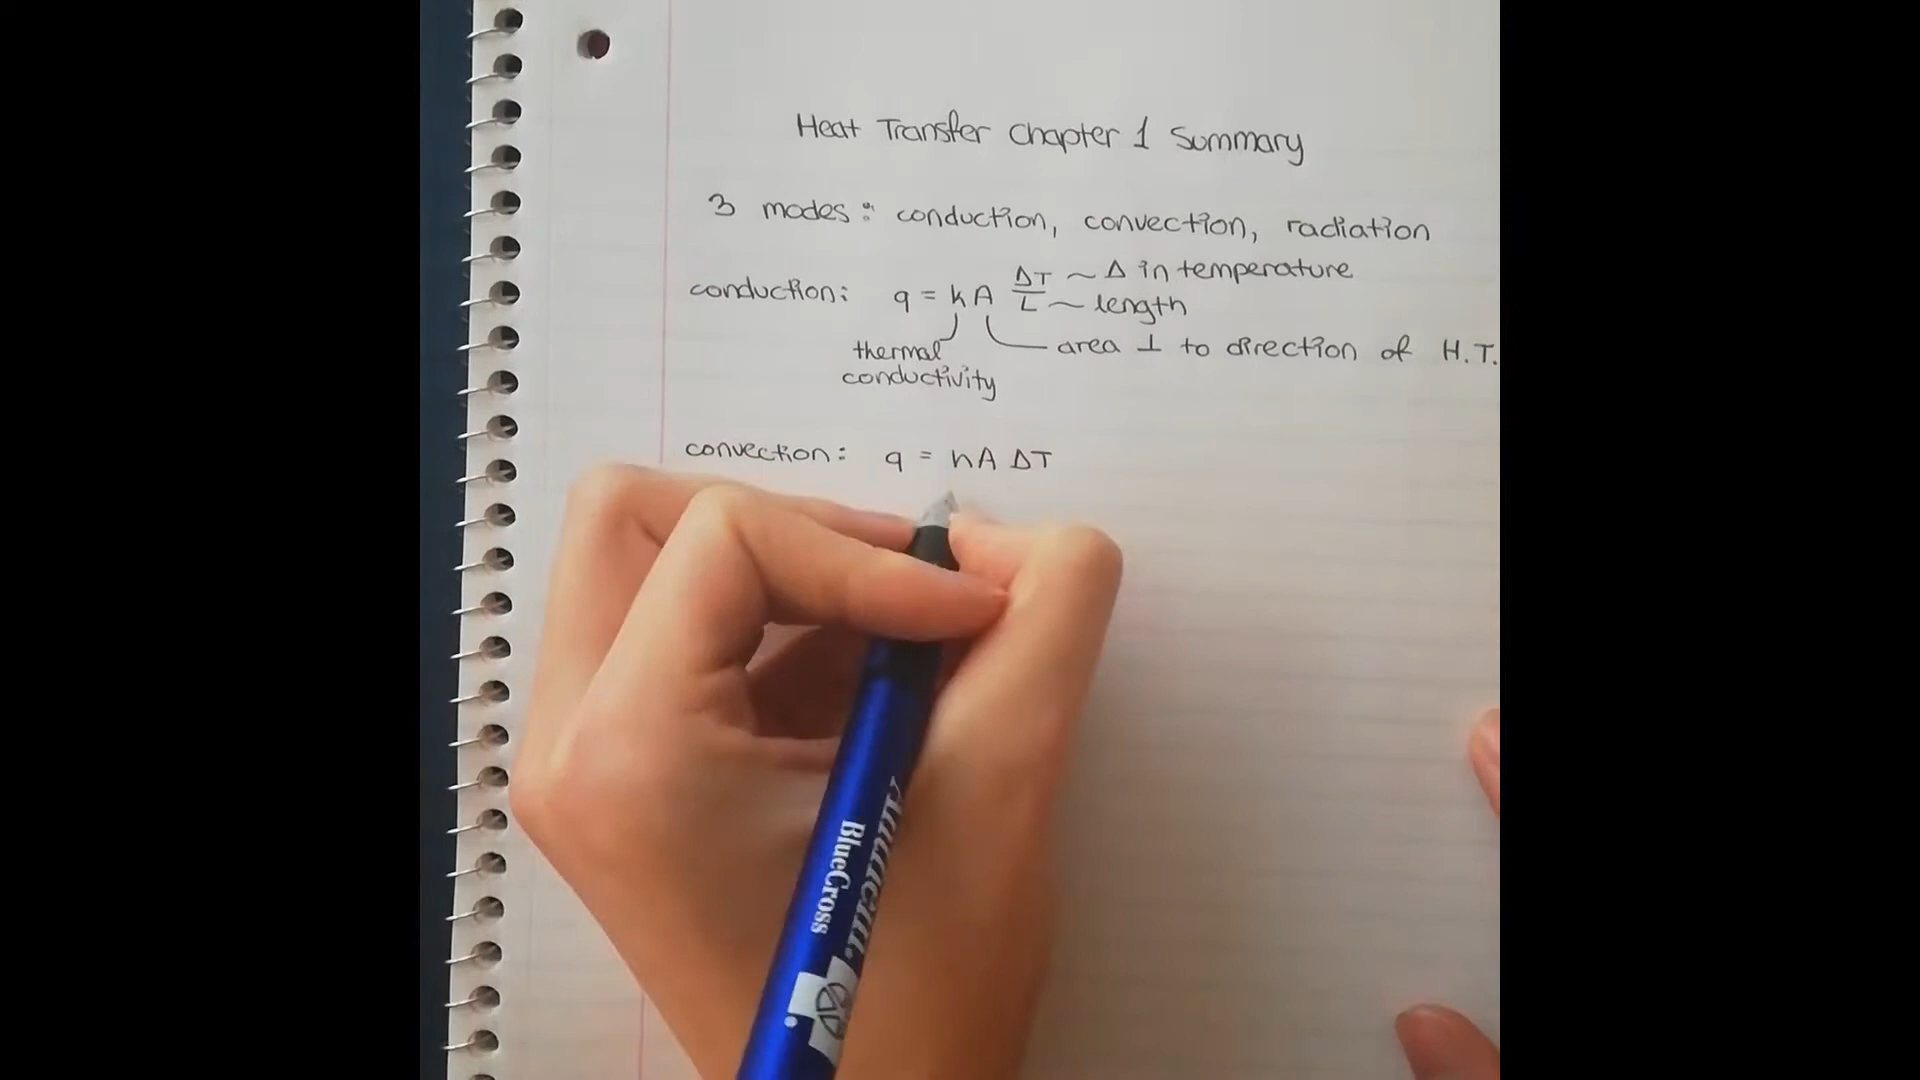 Heat Transfer Chapter 1 Summary
3 modes: conduction, convection, radiation
conduction: q = kA ΔT/L
~ Δ in temperature
~ length
thermal conductivity
area ⊥ to direction of H.T.
convection: q = hA ΔT
BlueCross